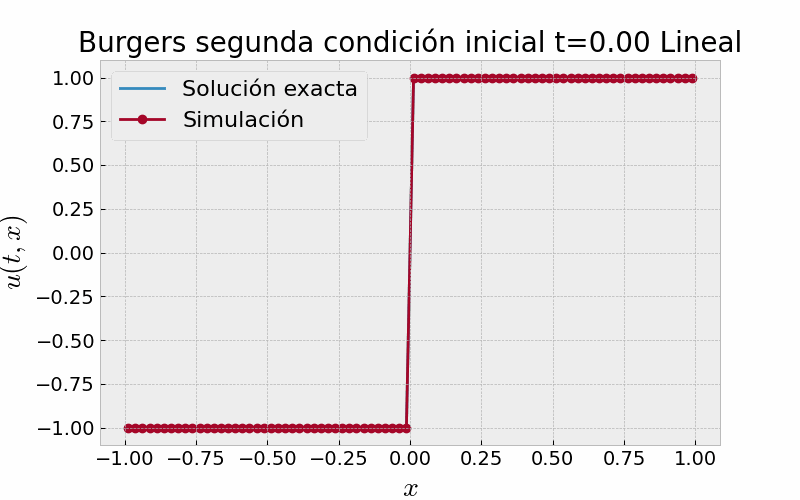 Burgers segunda condición inicial t=0.00 Lineal
Solución exacta
Simulación
1.00
0.75
0.50
0.25
0.00
−0.25
−0.50
−0.75
−1.00
u(t, x)
−1.00 −0.75 −0.50 −0.25 0.00 0.25 0.50 0.75 1.00
x